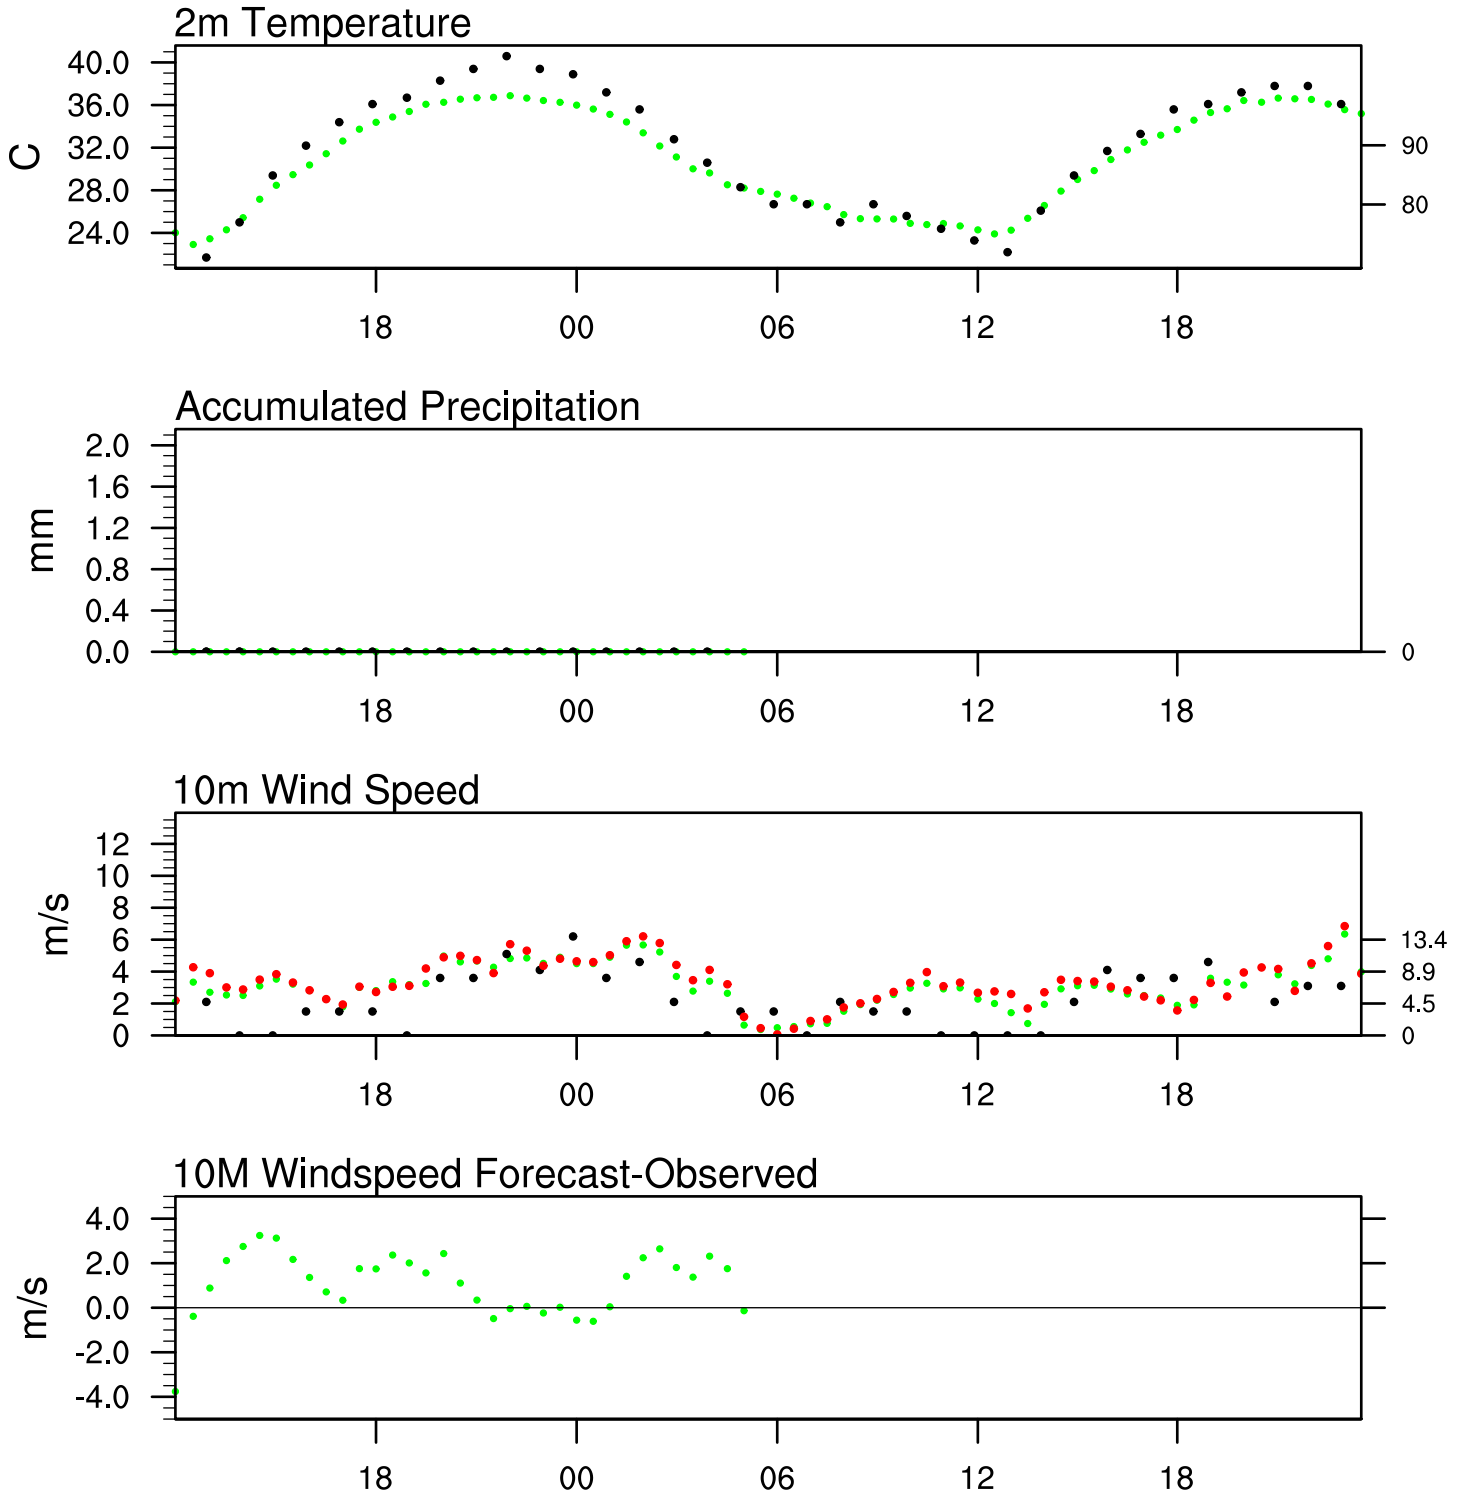 2m Temperature
40.0
36.0
32.0
28.0
24.0
C
90
80
18 00 06 12 18
Accumulated Precipitation
2.0
1.6
1.2
0.8
0.4
0.0
mm
0
18 00 06 12 18
10m Wind Speed
12
10
8
6
4
2
0
m/s
13.4
8.9
4.5
0
18 00 06 12 18
10M Windspeed Forecast-Observed
4.0
2.0
0.0
-2.0
-4.0
m/s
18 00 06 12 18